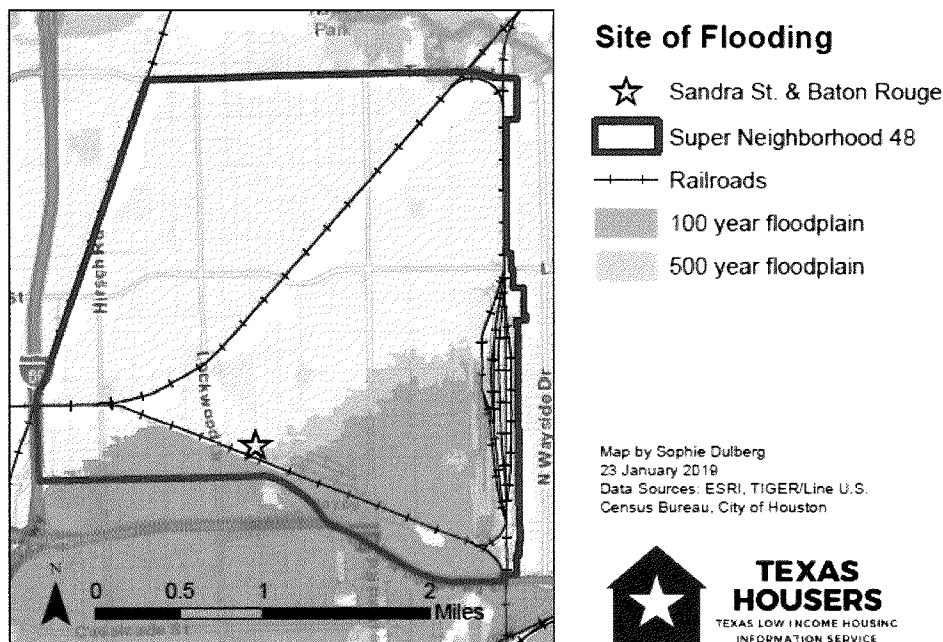 Park
Site of Flooding
Sandra St. & Baton Rouge
Super Neighborhood 48
Railroads
100 year floodplain
500 year floodplain
Hirsch Rd
Lockwood
N Wayside Dr
Map by Sophie Dulberg
23 January 2019
Data Sources: ESRI, TIGER/Line U.S.
Census Bureau, City of Houston
N
0 0.5 1 2
Miles
TEXAS
HOUSERS
TEXAS LOW INCOME HOUSING
INFORMATION SERVICE